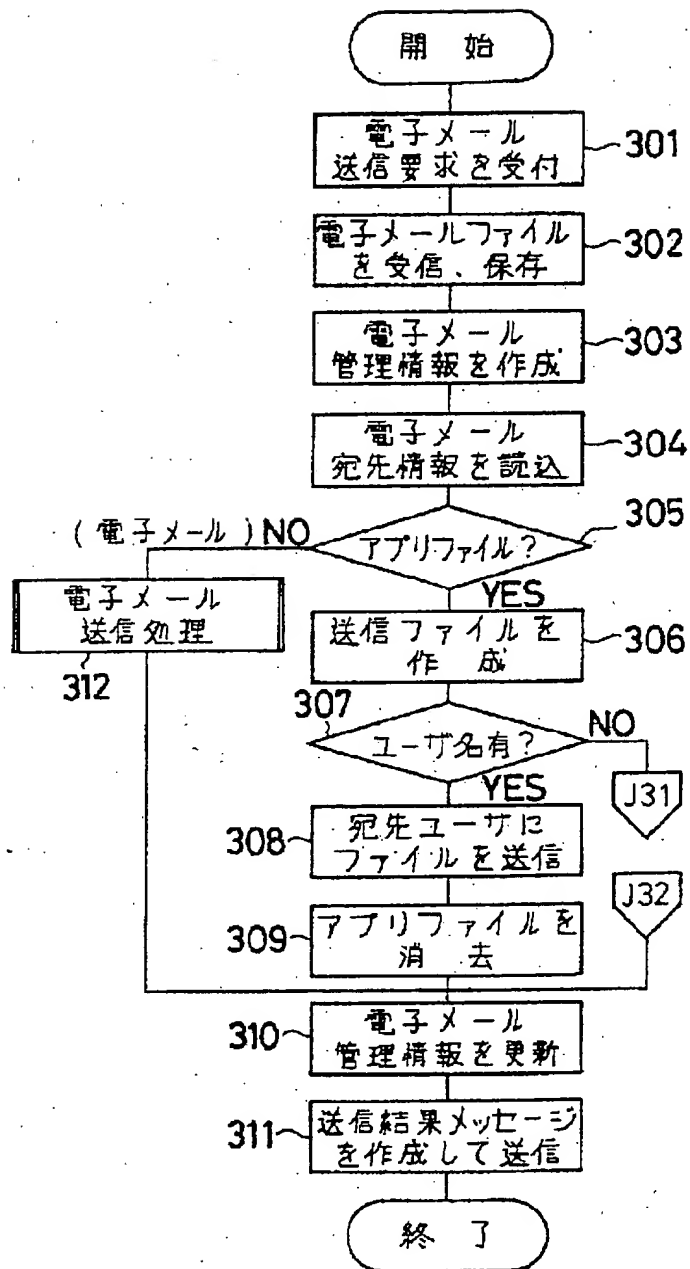 開始
電子メール
送信要求を受付
301
電子メールファイル
を受信、保存
302
電子メール
管理情報を作成
303
電子メール
宛先情報を読込
304
305
(電子メール) NO
アプリファイル?
YES
電子メール
送信処理
312
送信ファイルを
作成
306
307
ユーザ名有?
NO
J31
YES
308
宛先ユーザに
ファイルを送信
J32
309
アプリファイルを
消去
310
電子メール
管理情報を更新
311
送信結果メッセージ
を作成して送信
終了